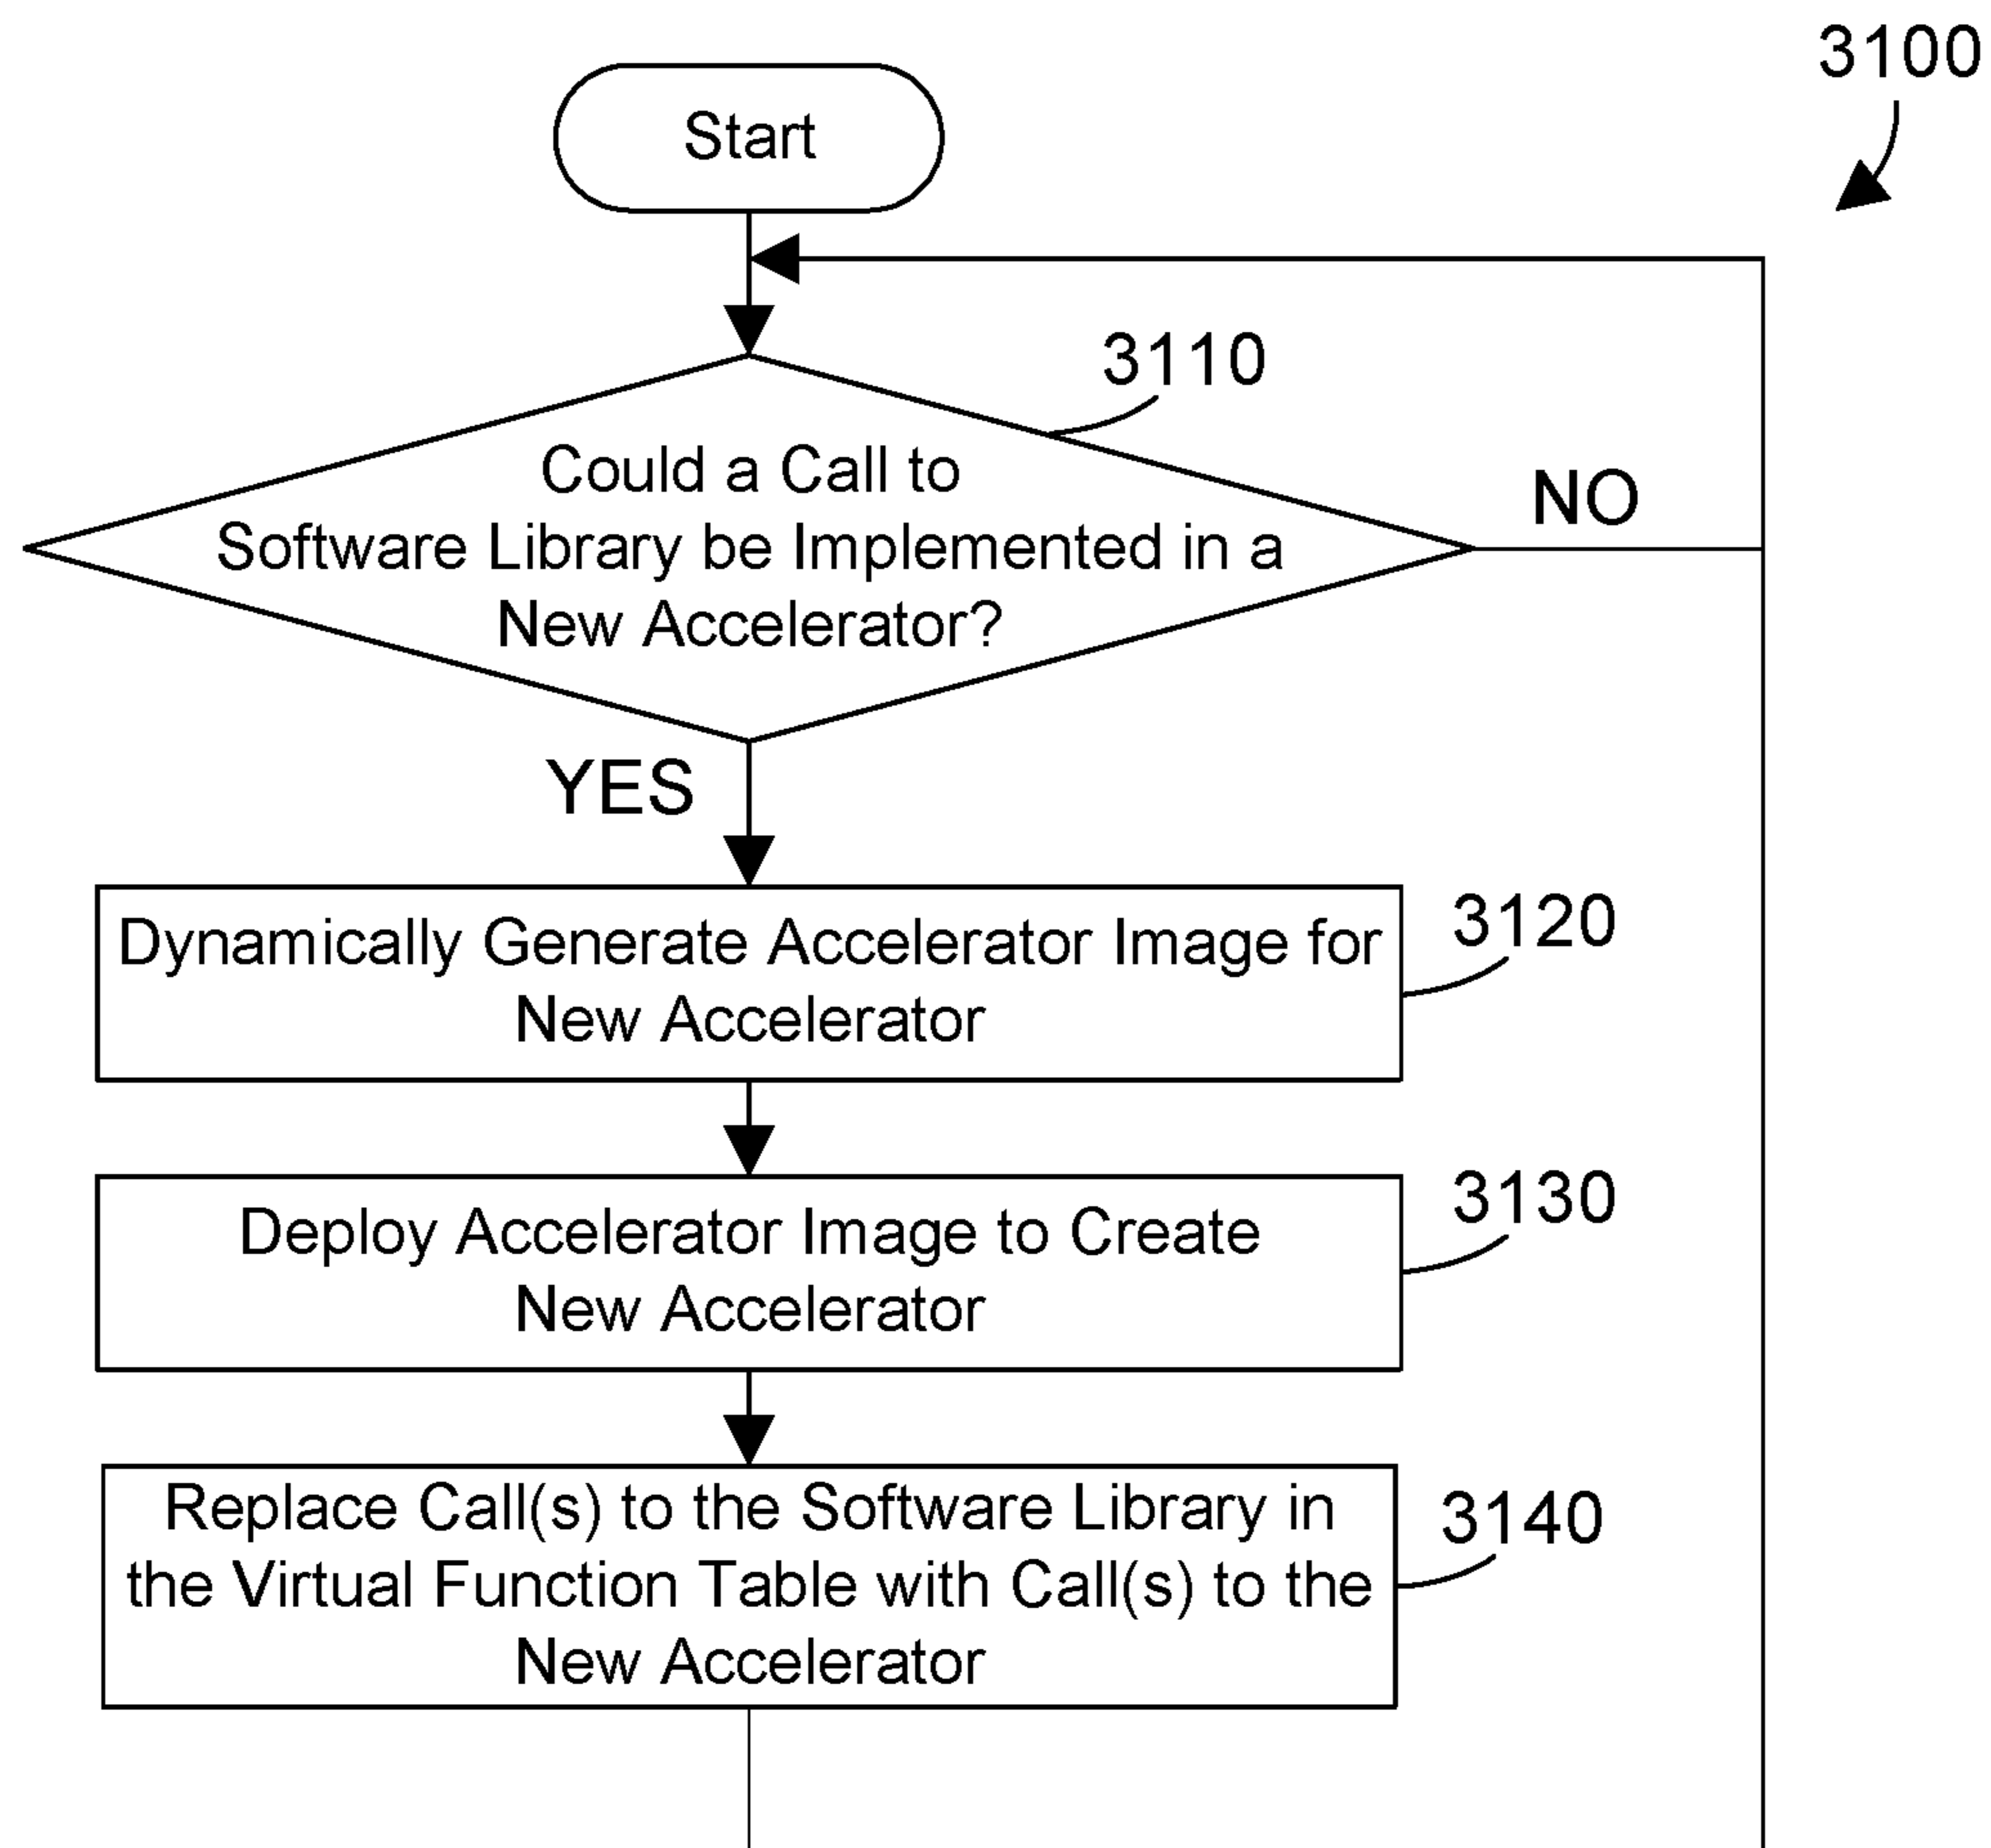 3100
Start
3110
Could a Call to
Software Library be Implemented in a
New Accelerator?
NO
YES
3120
Dynamically Generate Accelerator Image for
New Accelerator
3130
Deploy Accelerator Image to Create
New Accelerator
3140
Replace Call(s) to the Software Library in
the Virtual Function Table with Call(s) to the
New Accelerator